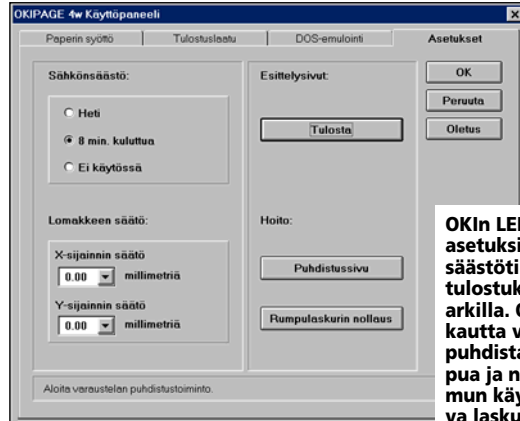 OKIPAGE 4w Käyttöpaneeli
Paperin syöttö
Tulostuslaatu
DOS-emulointi
Asetukset
Sähkönsäästö:
Heti
8 min. kuluttua
Ei käytössä
Lomakkeen säätö:
X-sijainnin säätö
0.00 millimetriä
Y-sijainnin säätö
0.00 millimetriä
Esittelysivut:
Tulosta
Hoito:
Puhdistussivu
Rumpulaskurin nollaus
OK
Peruuta
Oletus
Aloita varaustelan puhdistustoiminto.
OKIn LE
asetuksi
säästöti
tulostuk
arkilla.
kautta v
puhdista
pua ja n
mun käy
va lasku